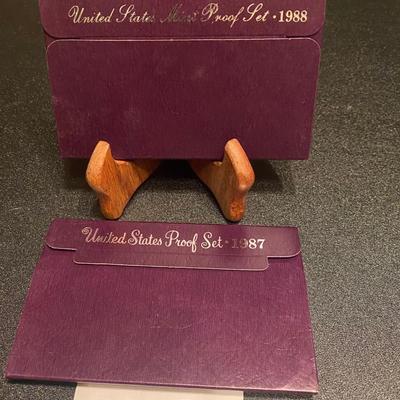 United States Mint Proof Set · 1988
United States Proof Set · 1987